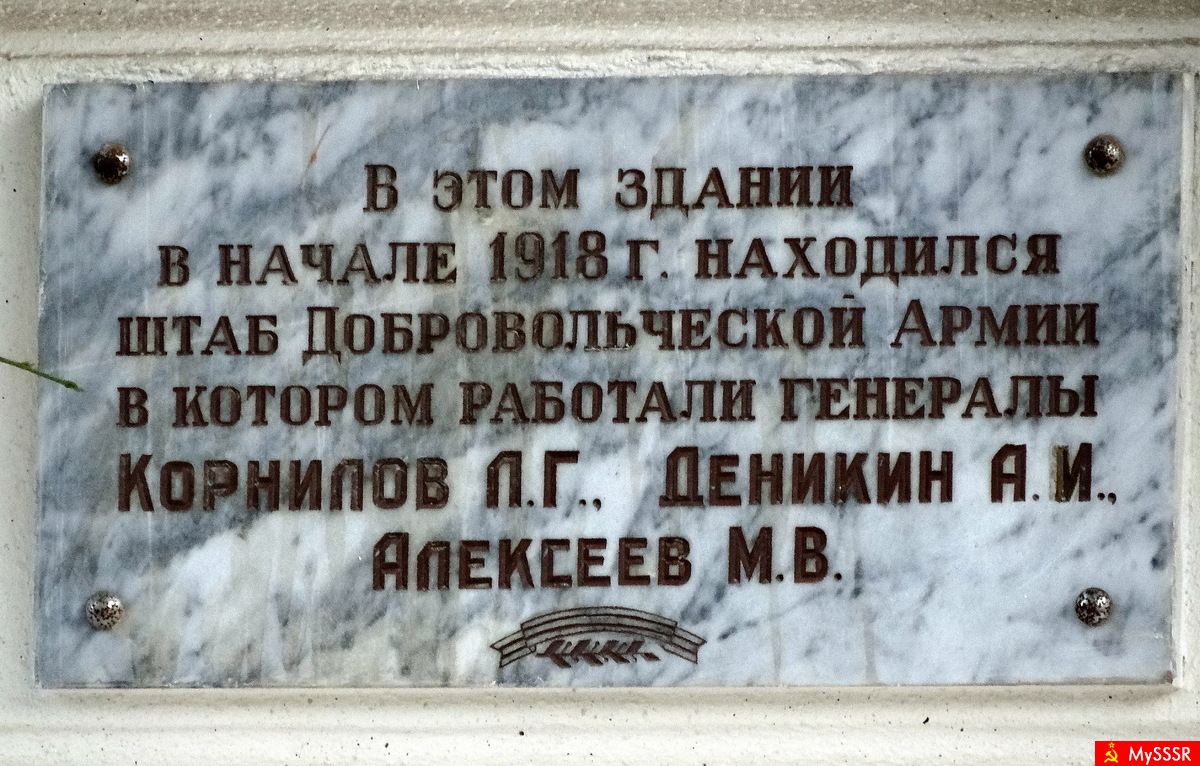 В этом здании
в начале 1918 г. находился
штаб Добровольческой Армии
в котором работали генералы
Корнилов Л.Г., Деникин А.И.,
Алексеев М.В.
MySSSR